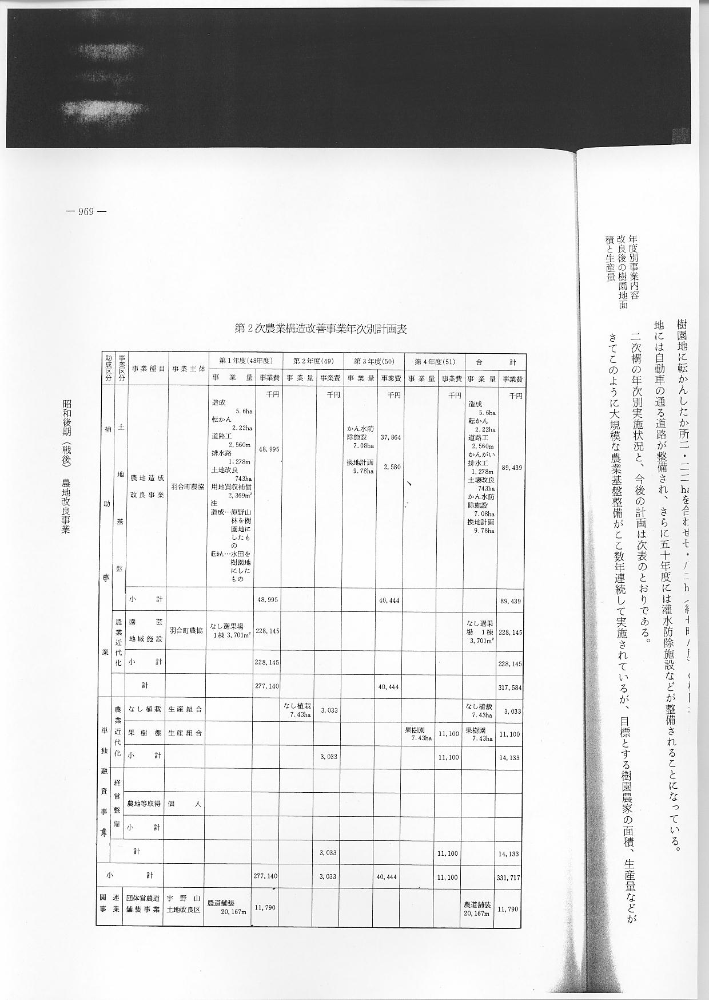 樹園地に転かんしたか所二・二二haを合わせ七・八二h
地には自動車の通る道路が整備され、さらに五十年度には灌水防除施設などが整備されることになっている。
二次構の年次別実施状況と、今後の計画は次表のとおりである。
年度別事業内容
改良後の樹園地面
積と生産量
さてこのように大規模な農業基盤整備がここ数年連続して実施されているが、目標とする樹園農家の面積、生産量などが
第2次農業構造改善事業年次別計画表
助成区分 事業区分 事業種目 事業主体 第1年度(48年度) 第2年度(49) 第3年度(50) 第4年度(51) 合計
事業量 事業費 事業量 事業費 事業量 事業費 事業量 事業費 事業量 事業費
千円 千円 千円 千円 千円
補助事業
土地基盤
農地造成
改良事業
羽合町農協
造成
5.6ha
転かん
2.22ha
道路工
2,560m
排水路
1,278m
土地改良
743ha
用地買収補償
2,369m²
注
造成…原野山
林を樹
園地に
したも
の
転かん…水田を
樹園地
にした
もの
48,995
かん水防
除施設
7.08ha
換地計画
9.78ha
37,864
2,580
造成
5.6ha
転かん
2.22ha
道路工
2,560m
かんがい
排水工
1,278m
土壌改良
743ha
かん水防
除施設
7.08ha
換地計画
9.78ha
89,439
小計 48,995 40,444 89,439
農業近代化
園芸
地域施設
羽合町農協
なし選果場
1棟 3,701m²
228,145
なし選果
場 1棟
3,701m²
228,145
小計 228,145 228,145
計 277,140 40,444 317,584
単独融資事業
農業近代化
なし植栽 生産組合
なし植栽
7.43ha
3,033
なし植栽
7.43ha
3,033
果樹棚 生産組合
果樹園
7.43ha
11,100
果樹園
7.43ha
11,100
小計 3,033 11,100 14,133
経営整備
農地等取得 個人
小計
計 3,033 11,100 14,133
小計 277,140 3,033 40,444 11,100 331,717
関連
事業
団体営農道
舗装事業
宇野山
土地改良区
農道舗装
20,167m
11,790
農道舗装
20,167m
11,790
昭和後期(戦後) 農地改良事業
— 969 —